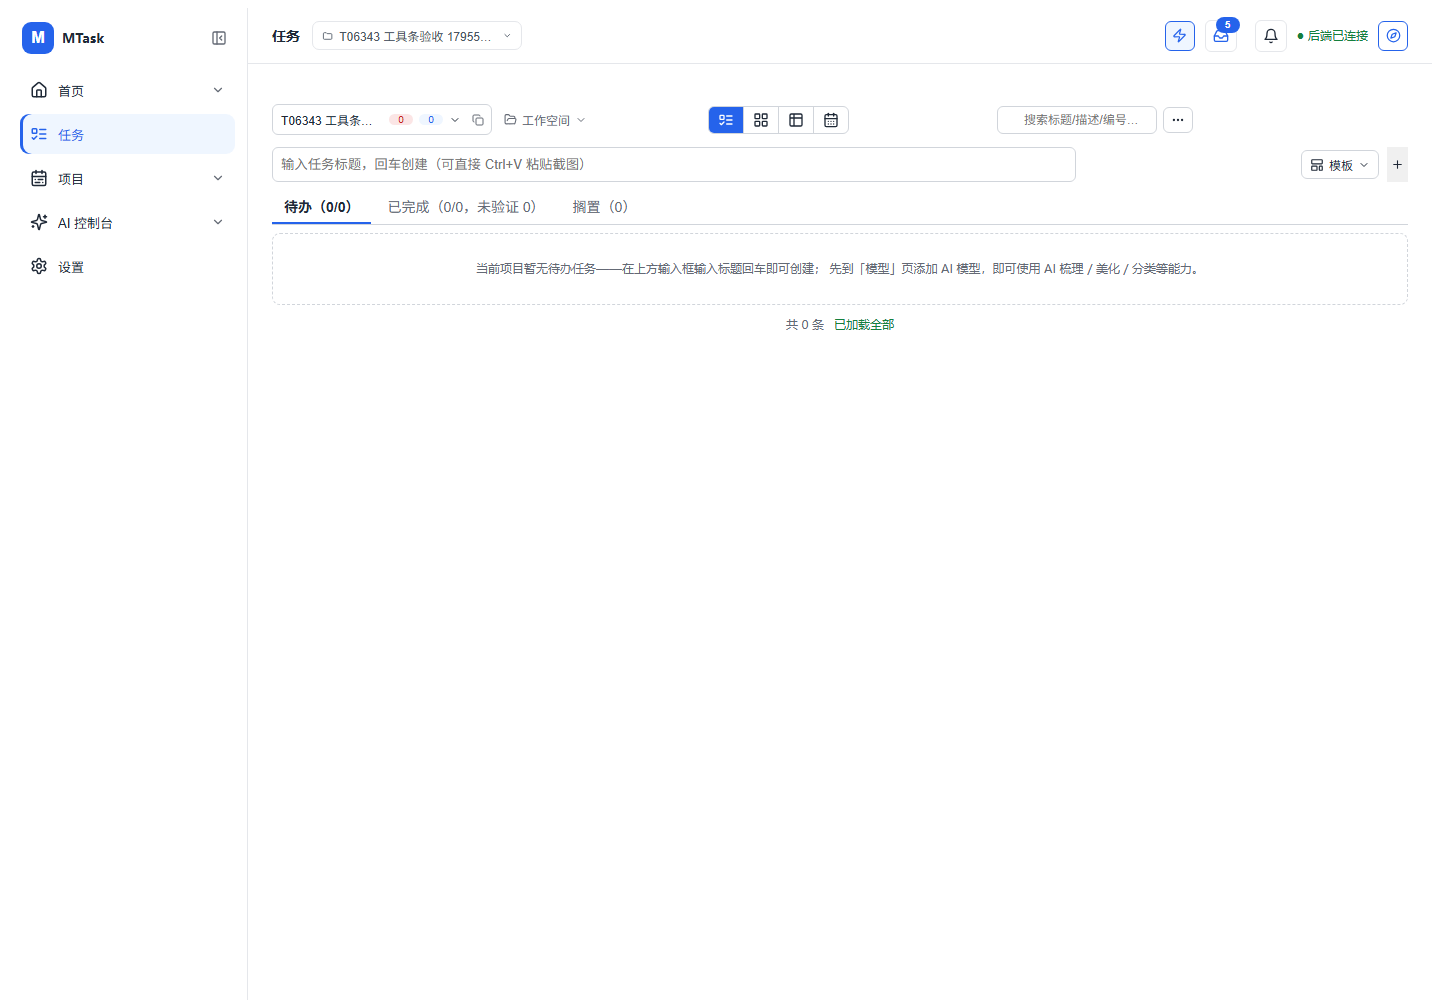 M MTask
首页
任务
项目
AI 控制台
设置
任务 T06343 工具条验收 17955... 5 后端已连接
T06343 工具条... 0 0 工作空间 搜索标题/描述/编号...
输入任务标题，回车创建（可直接 Ctrl+V 粘贴截图） 模板
待办（0/0） 已完成（0/0，未验证 0） 搁置（0）
当前项目暂无待办任务——在上方输入框输入标题回车即可创建； 先到「模型」页添加 AI 模型，即可使用 AI 梳理 / 美化 / 分类等能力。
共 0 条 已加载全部